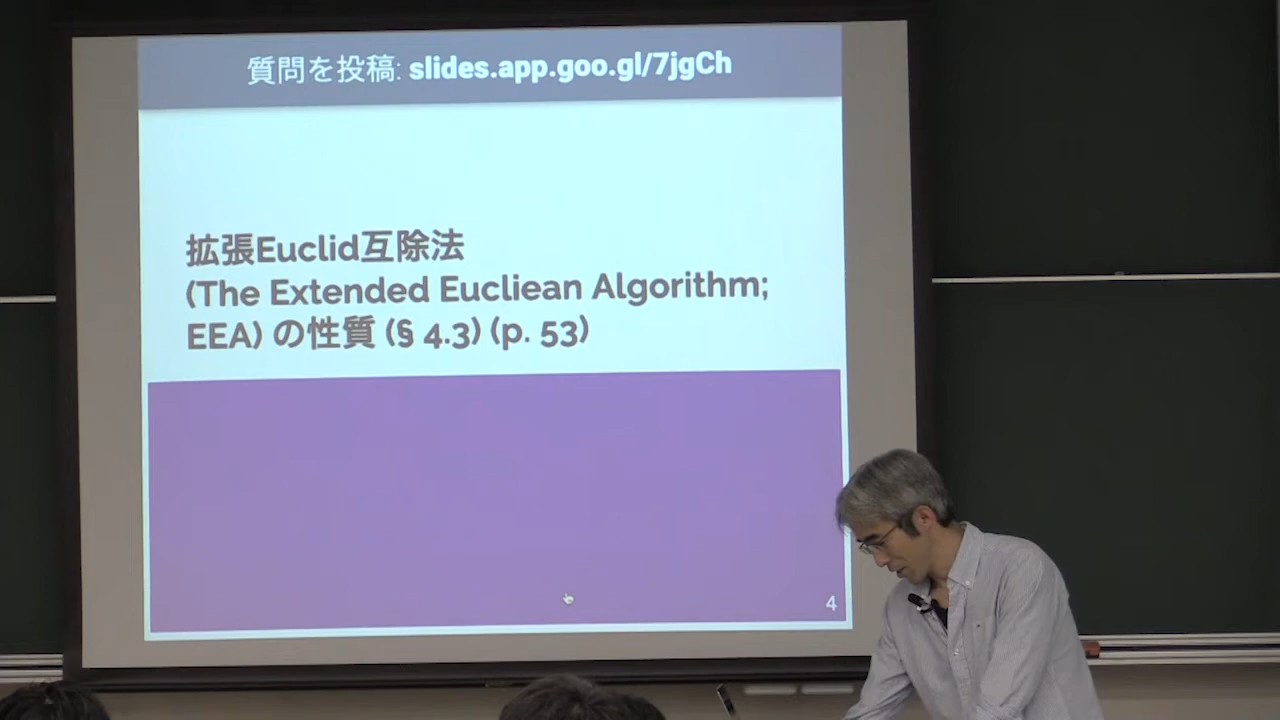 質問を投稿: slides.app.goo.gl/7jgCh
拡張Euclid互除法
(The Extended Eucliean Algorithm;
EEA) の性質 (§ 4.3) (p. 53)
4